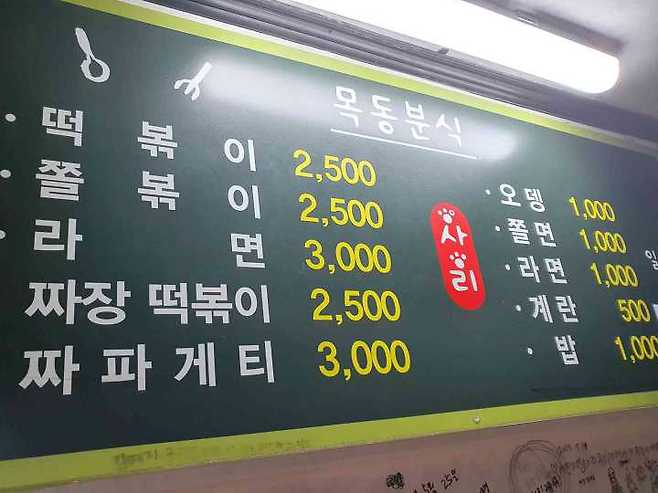 목동분식
· 떡볶이 2,500
· 쫄볶이 2,500
· 라면 3,000
짜장 떡볶이 2,500
짜파게티 3,000
사리
· 오뎅 1,000
· 쫄면 1,000
· 라면 1,000
· 계란 500
· 밥 1,000